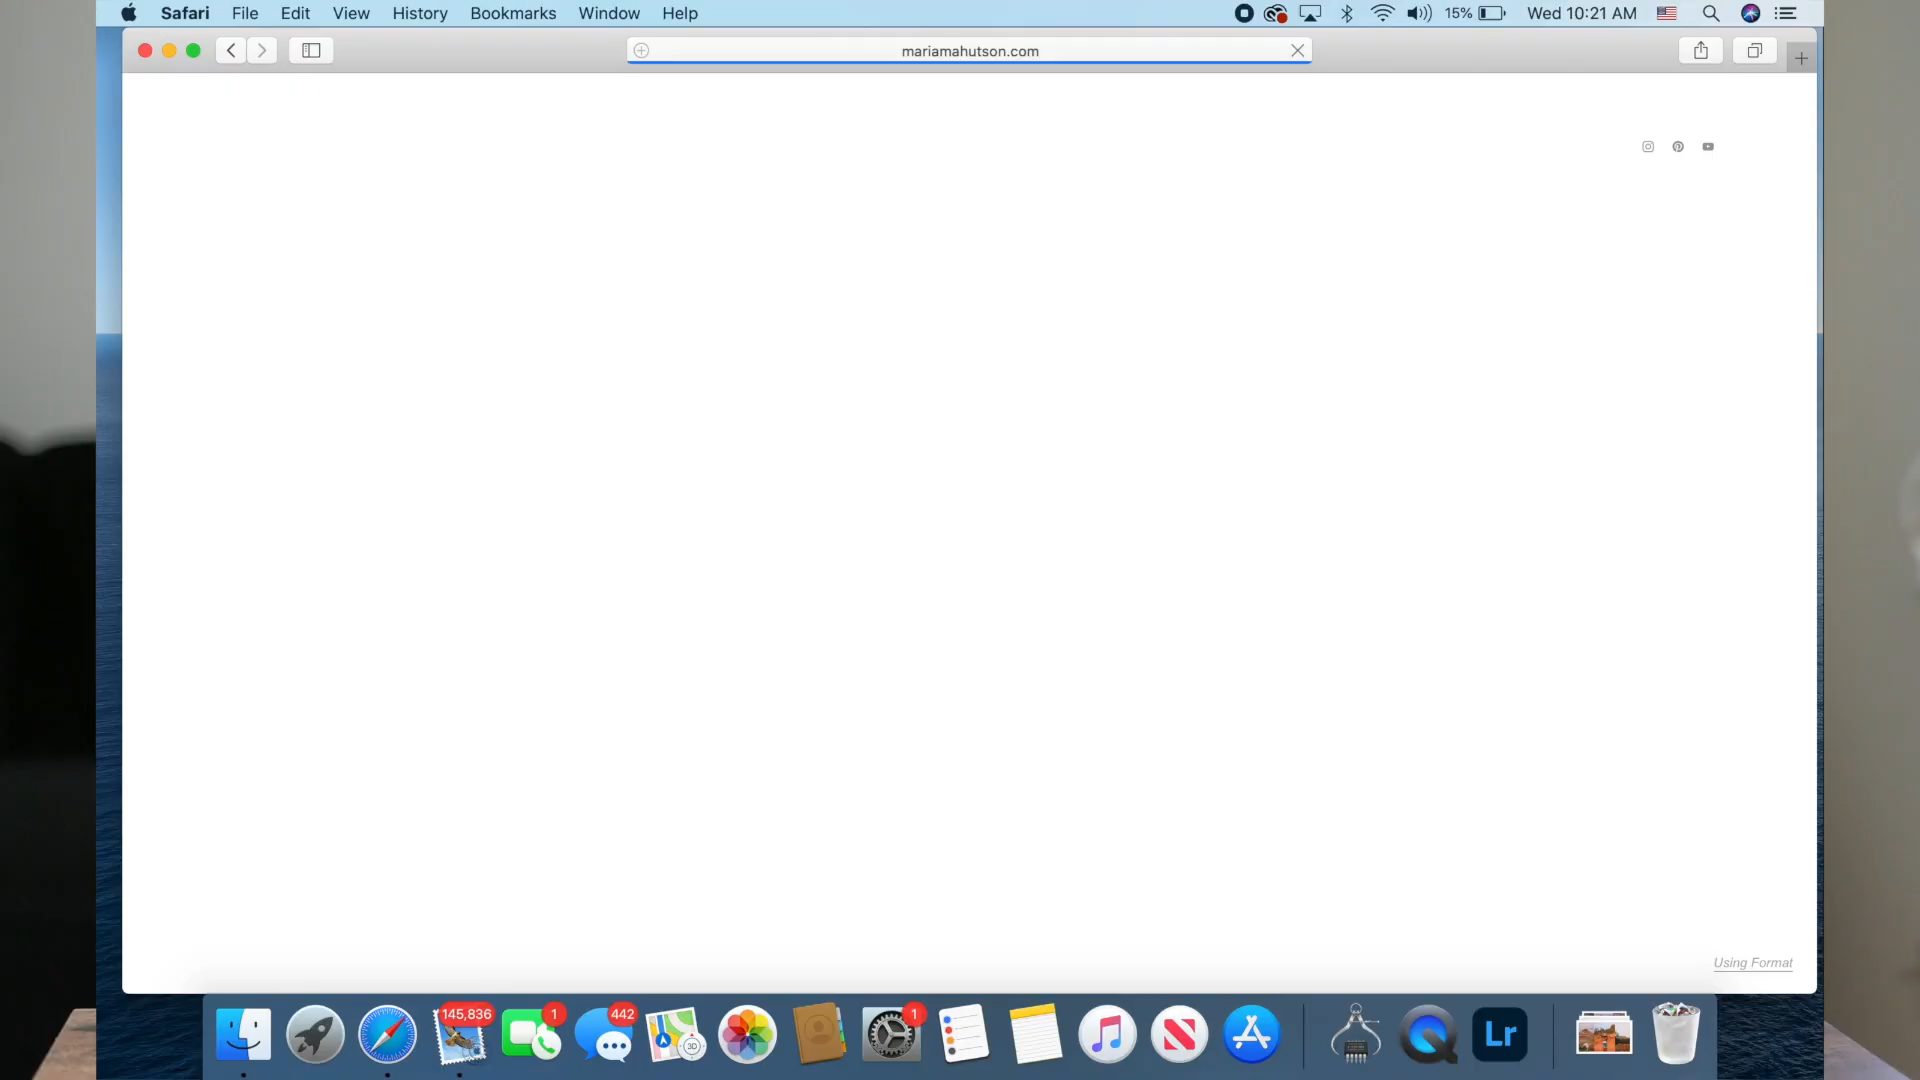 Safari File Edit View History Bookmarks Window Help 15% Wed 10:21 AM
mariamahutson.com
Using Format
145,836 1 442 3D 1 Lr